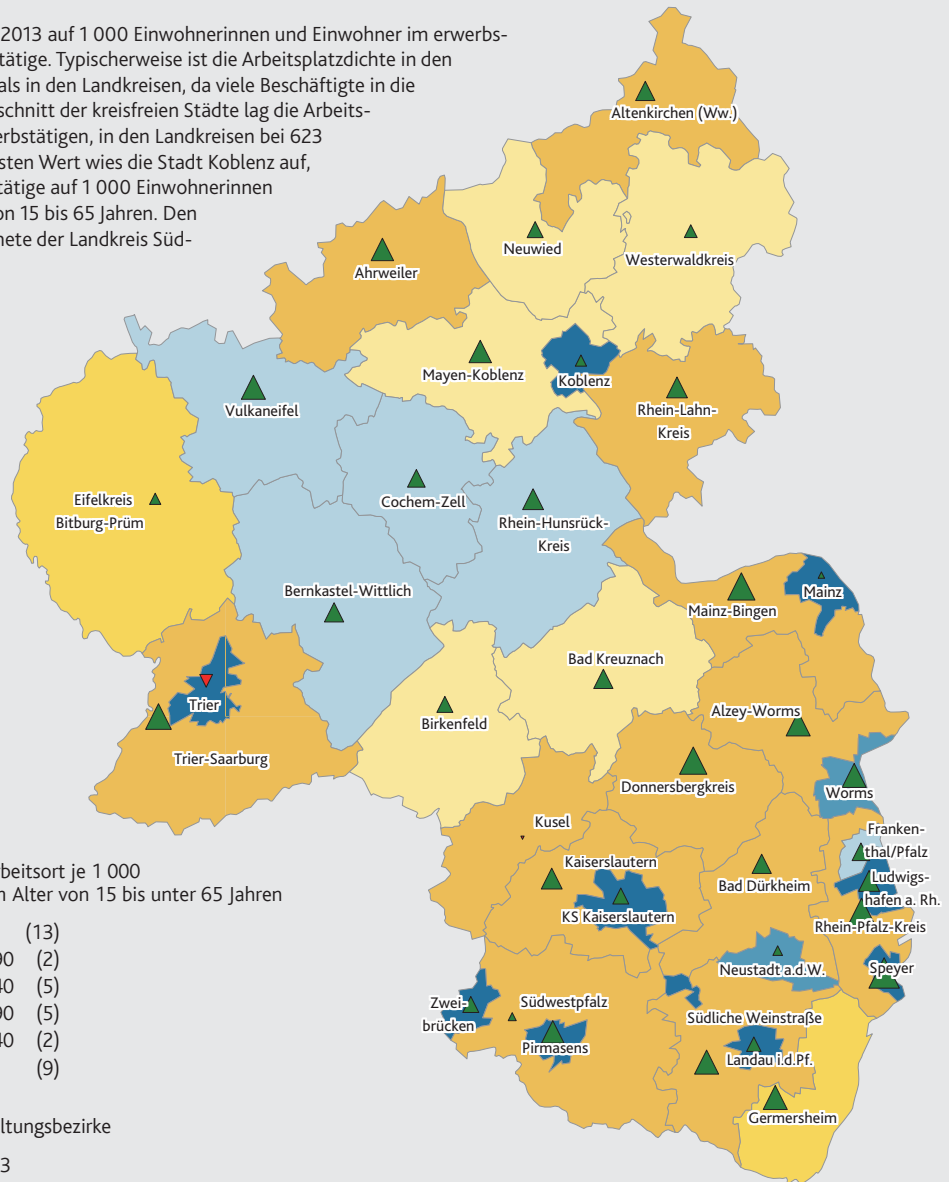 2013 auf 1 000 Einwohnerinnen und Einwohner im erwerbs-
tätige. Typischerweise ist die Arbeitsplatzdichte in den
als in den Landkreisen, da viele Beschäftigte in die
schnitt der kreisfreien Städte lag die Arbeits-
erbstätigen, in den Landkreisen bei 623
sten Wert wies die Stadt Koblenz auf,
tätige auf 1 000 Einwohnerinnen
on 15 bis 65 Jahren. Den
nete der Landkreis Süd-
Altenkirchen (Ww.)
Neuwied
Westerwaldkreis
Ahrweiler
Mayen-Koblenz
Koblenz
Rhein-Lahn-
Kreis
Vulkaneifel
Cochem-Zell
Eifelkreis
Bitburg-Prüm
Rhein-Hunsrück-
Kreis
Bernkastel-Wittlich
Mainz-Bingen
Mainz
Bad Kreuznach
Trier
Birkenfeld
Alzey-Worms
Trier-Saarburg
Donnersbergkreis
Worms
Kusel
Franken-
thal/Pfalz
Kaiserslautern
Bad Dürkheim
Ludwigs-
hafen a. Rh.
KS Kaiserslautern
Rhein-Pfalz-Kreis
Neustadt a.d.W.
Speyer
Zwei-
brücken
Südwestpfalz
Südliche Weinstraße
Pirmasens
Landau i.d.Pf.
Germersheim
beitsort je 1 000
m Alter von 15 bis unter 65 Jahren
(13)
90 (2)
40 (5)
90 (5)
40 (2)
(9)
ltungsbezirke
3